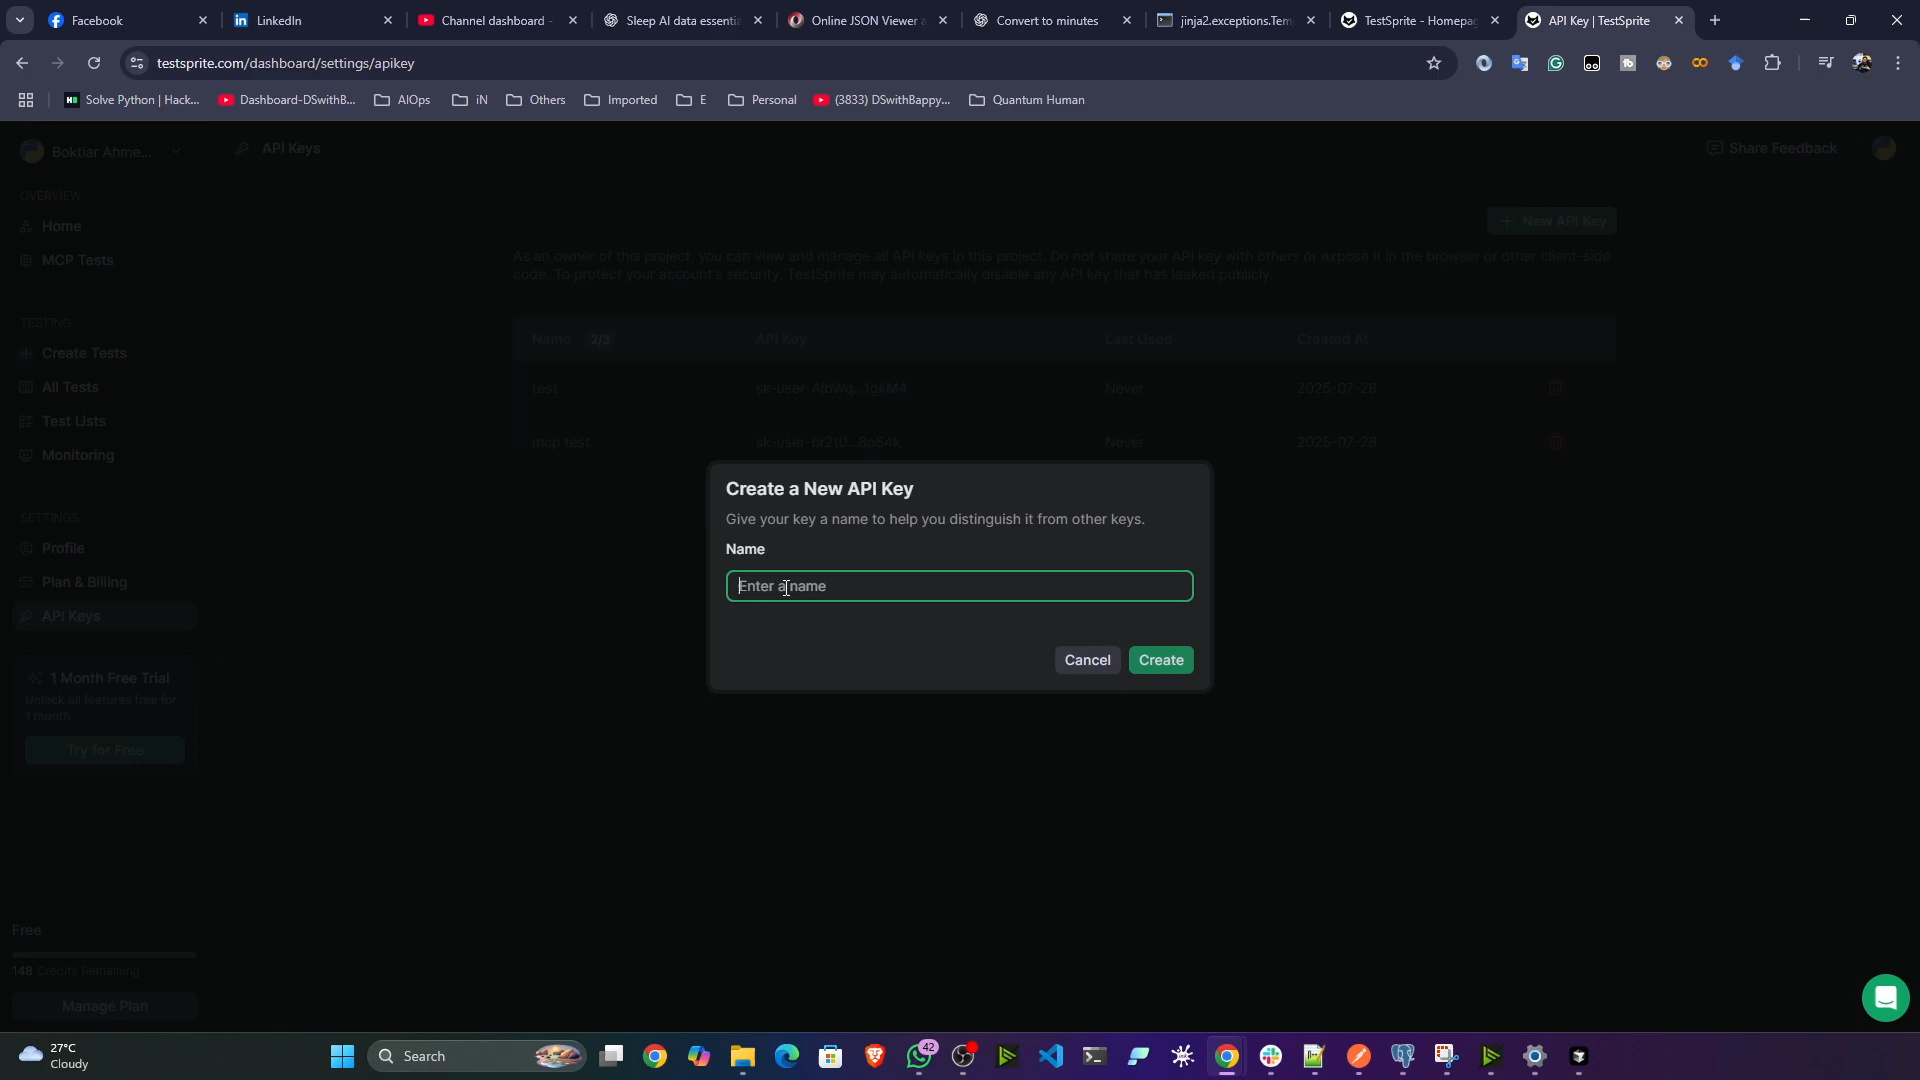 Facebook
LinkedIn
Channel dashboard -
Sleep AI data essentia
Online JSON Viewer a
Convert to minutes
jinja2.exceptions.Tem
TestSprite - Homepag
API Key | TestSprite
testsprite.com/dashboard/settings/apikey
Solve Python | Hack...
Dashboard-DSwithB...
AIOps
iN
Others
Imported
E
Personal
(3833) DSwithBappy...
Quantum Human
Boktiar Ahme...
API Keys
Share Feedback
OVERVIEW
Home
MCP Tests
TESTING
Create Tests
All Tests
Test Lists
Monitoring
SETTINGS
Profile
Plan & Billing
API Keys
1 Month Free Trial
Unlock all features free for
1 month.
Try for Free
Free
148 Credits Remaining
Manage Plan
+ New API Key
As an owner of this project, you can view and manage all API keys in this project. Do not share your API key with others or expose it in the browser or other client-side
code. To protect your account's security, TestSprite may automatically disable any API key that has leaked publicly.
Name 2/3 API Key Last Used Created At
test sk-user-AjbWq...1gkM4 Never 2025-07-26
mcp test sk-user-br2t0...8o54k Never 2025-07-28
Create a New API Key
Give your key a name to help you distinguish it from other keys.
Name
Enter a name
Cancel
Create
27°C
Cloudy
Search
42